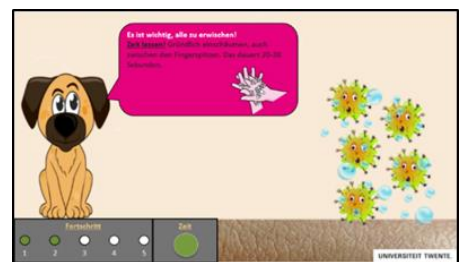 Es ist wichtig, alle zu erwischen!
Zeit lassen! Gründlich einschäumen, auch
zwischen den Fingerspitzen. Das dauert 20-30
Sekunden.
Fortschritt
Zeit
1 2 3 4 5
UNIVERSITEIT TWENTE.